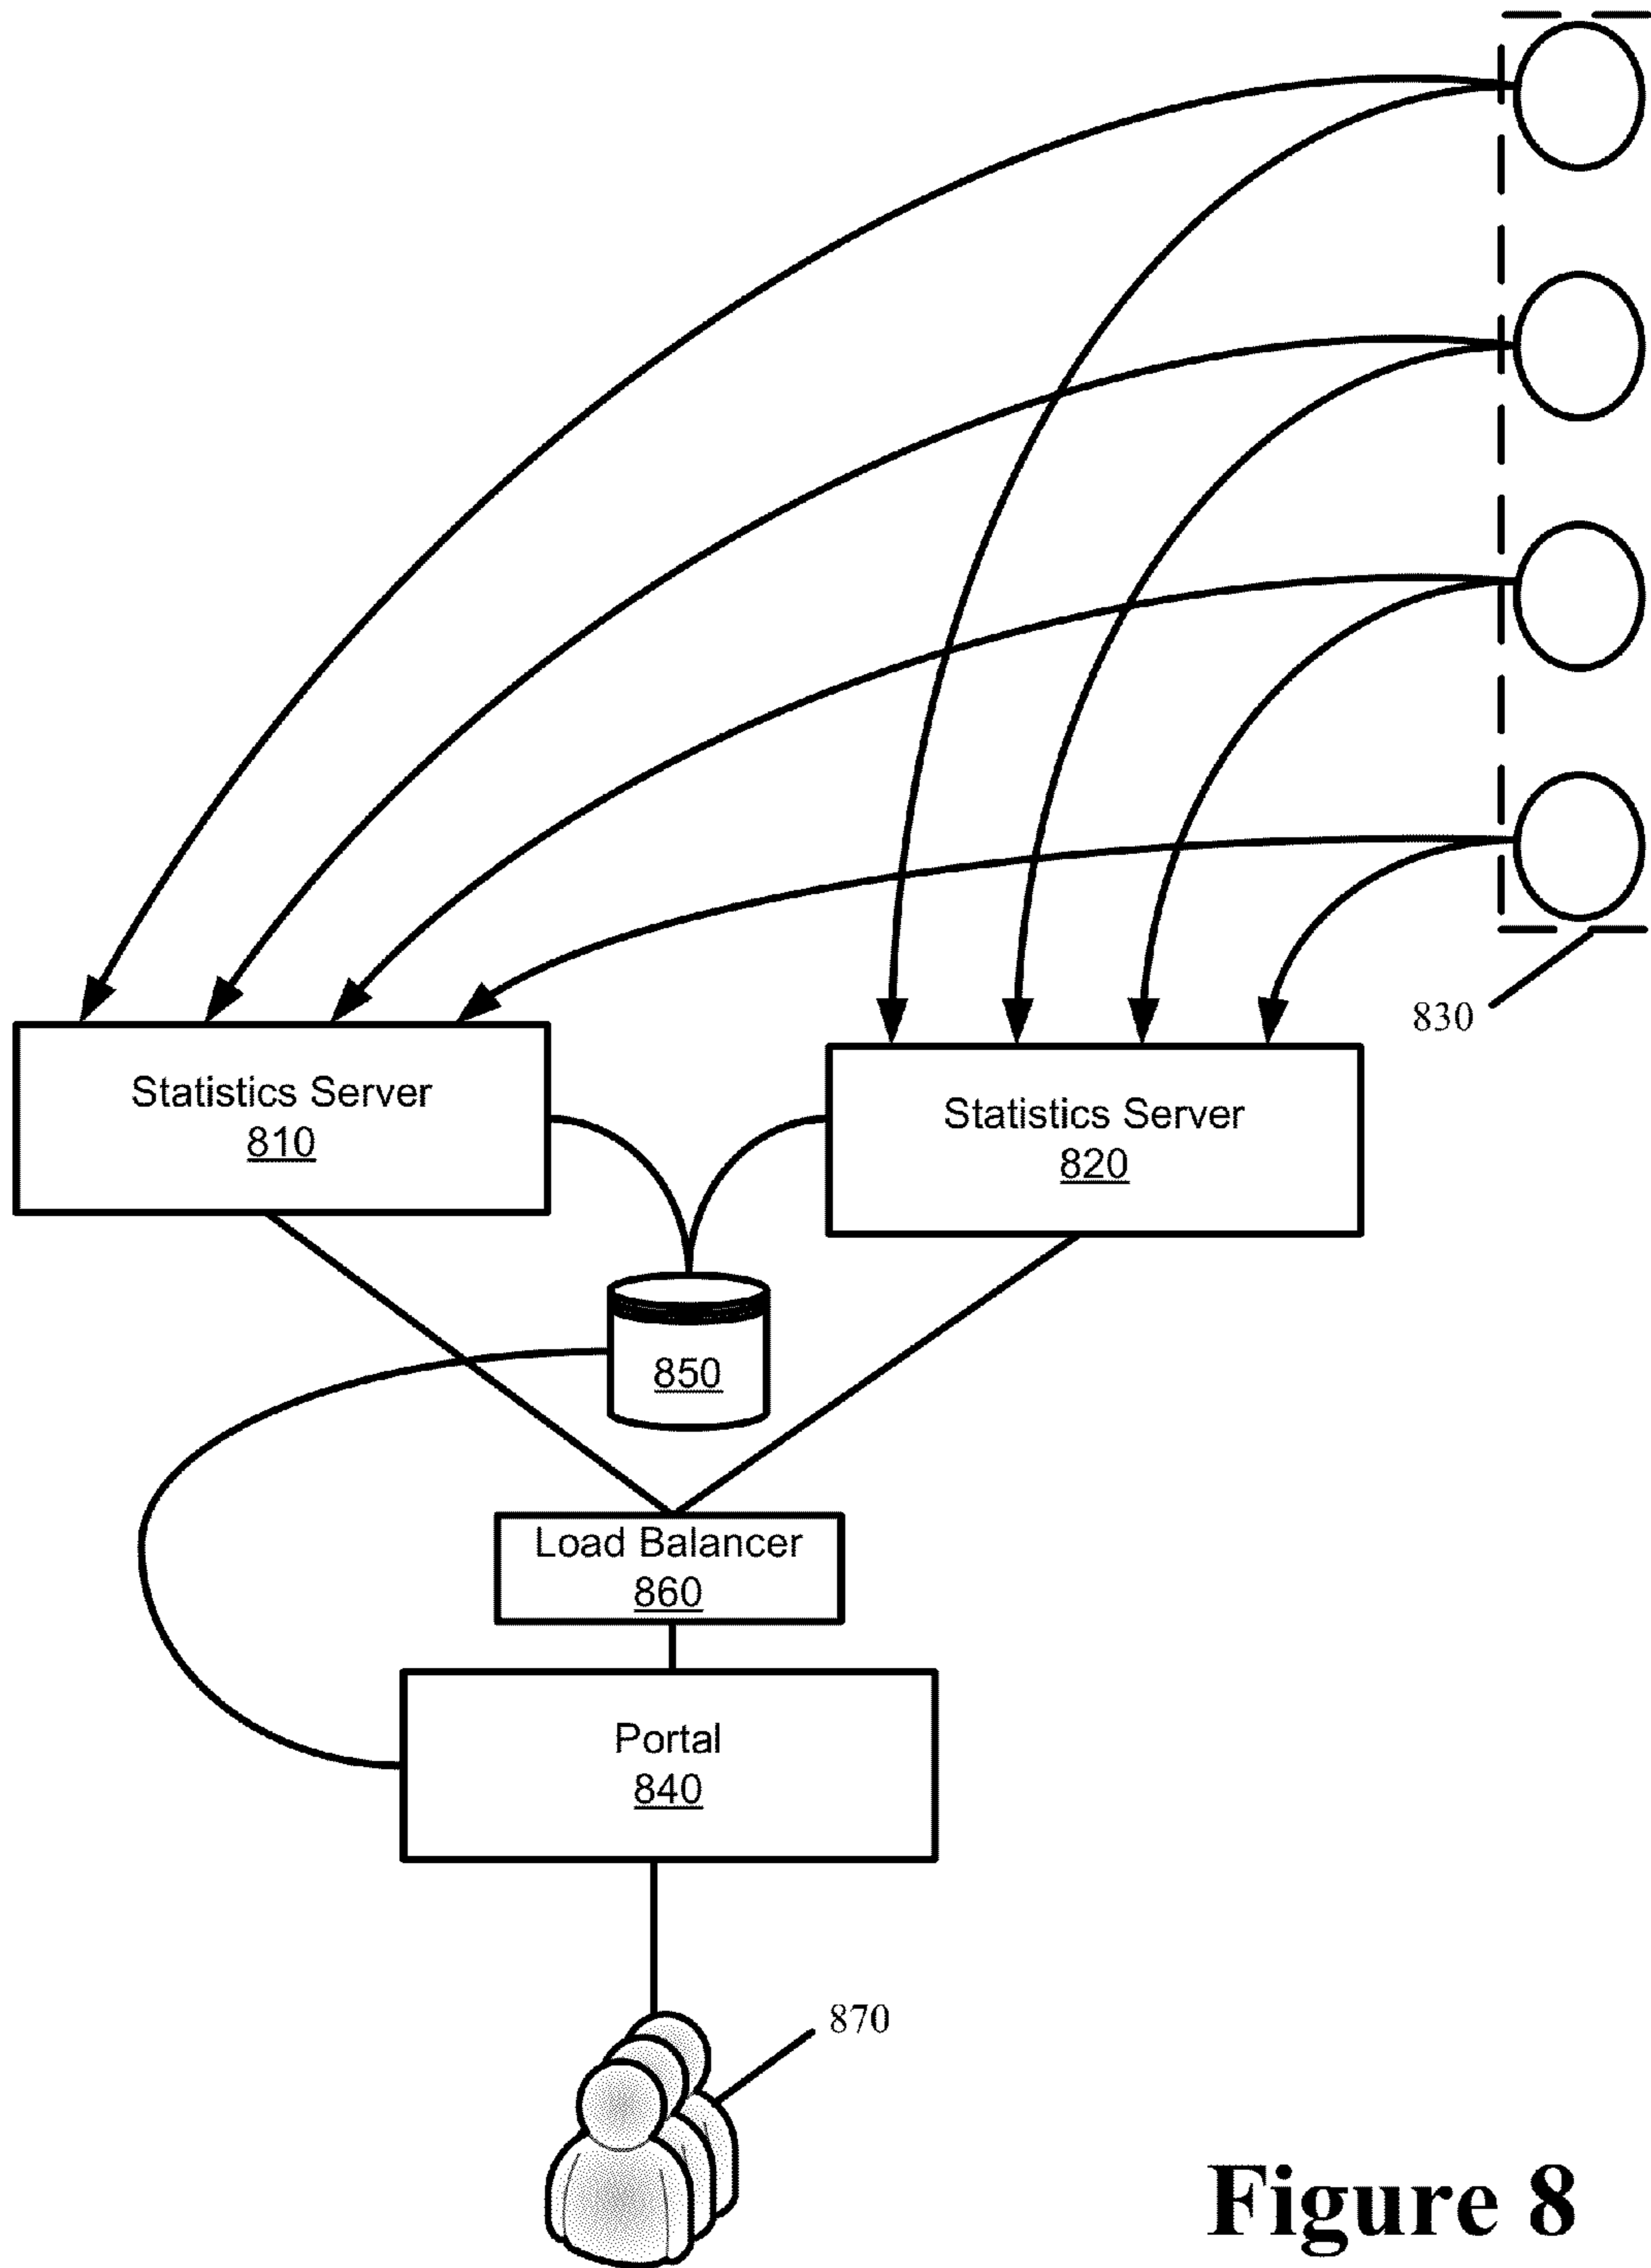 830
Statistics Server
810
Statistics Server
820
850
Load Balancer
860
Portal
840
870
Figure 8